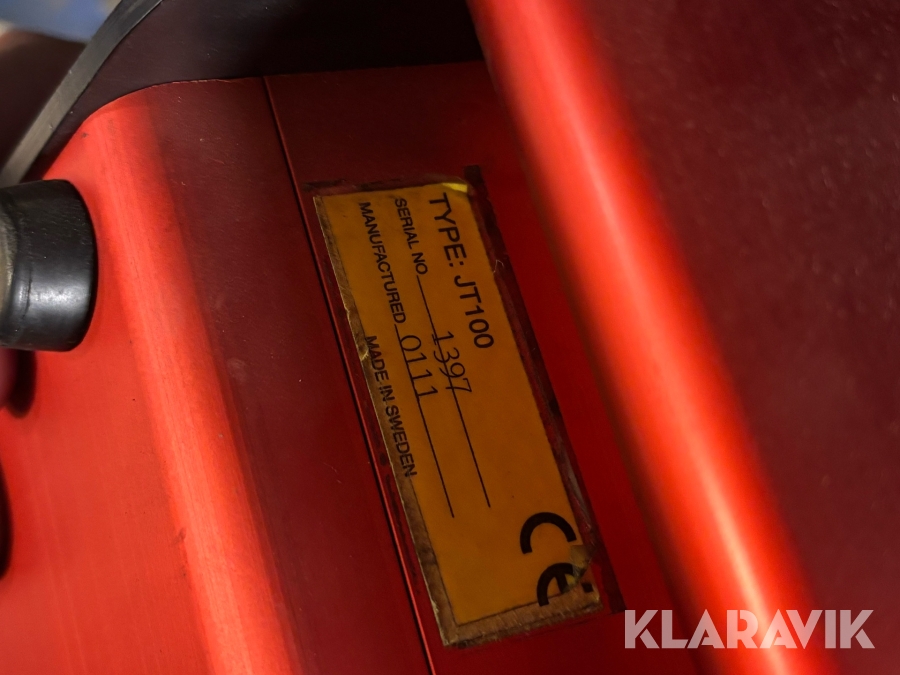 TYPE: JT100
SERIAL NO 1397
MANUFACTURED 0111
MADE IN SWEDEN
CE
KLARAVIK